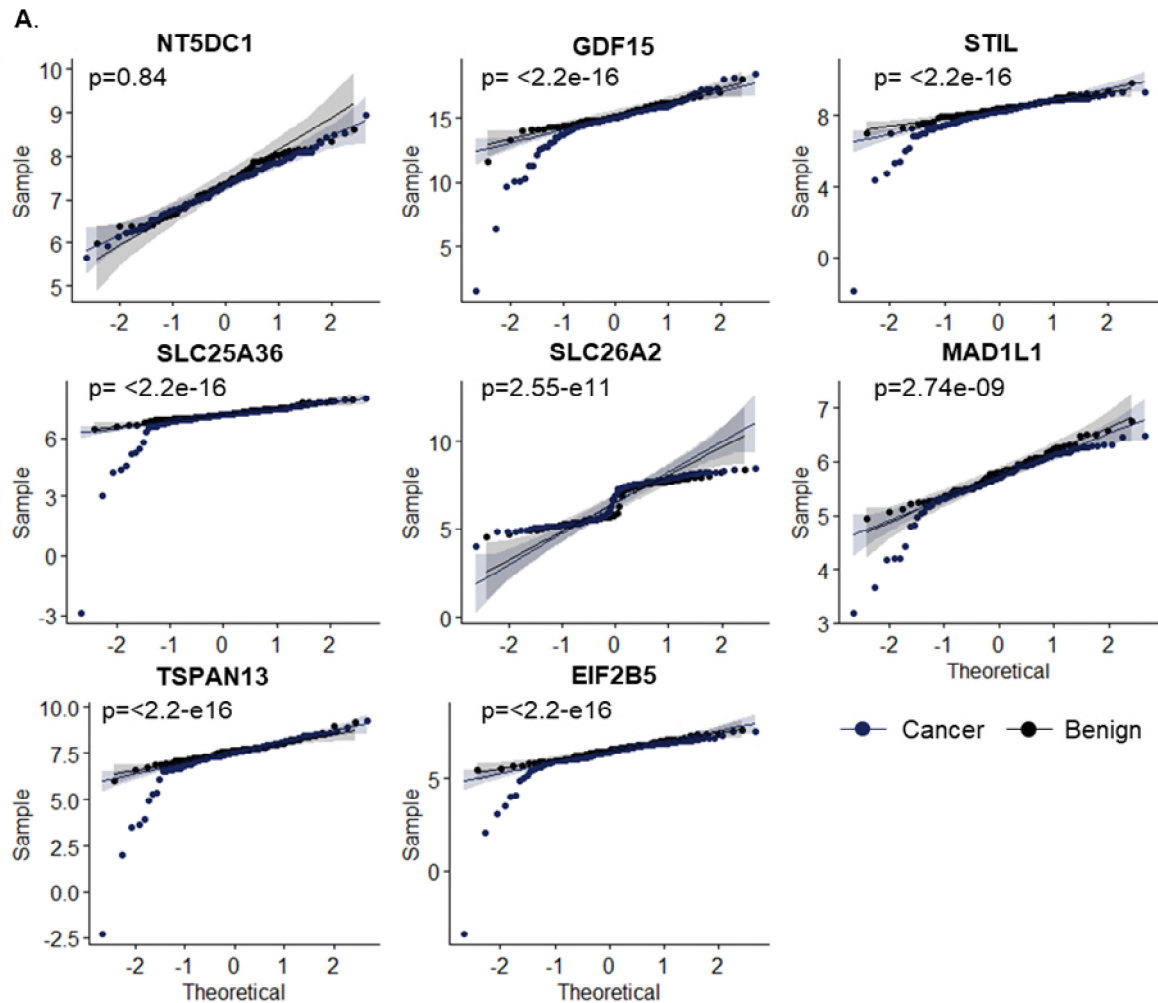 A.
NT5DC1
GDF15
STIL
p=0.84
p= <2.2e-16
p= <2.2e-16
10
9
8
7
6
5
Sample
15
10
5
Sample
8
4
0
Sample
-2 -1 0 1 2
-2 -1 0 1 2
-2 -1 0 1 2
SLC25A36
SLC26A2
MAD1L1
p= <2.2e-16
p=2.55-e11
p=2.74e-09
6
3
0
-3
Sample
10
5
0
Sample
7
6
5
4
3
Sample
-2 -1 0 1 2
-2 -1 0 1 2
-2 -1 0 1 2
Theoretical
TSPAN13
EIF2B5
p=<2.2-e16
p=<2.2-e16
10.0
7.5
5.0
2.5
0.0
-2.5
Sample
5
0
Sample
Cancer Benign
-2 -1 0 1 2
-2 -1 0 1 2
Theoretical
Theoretical